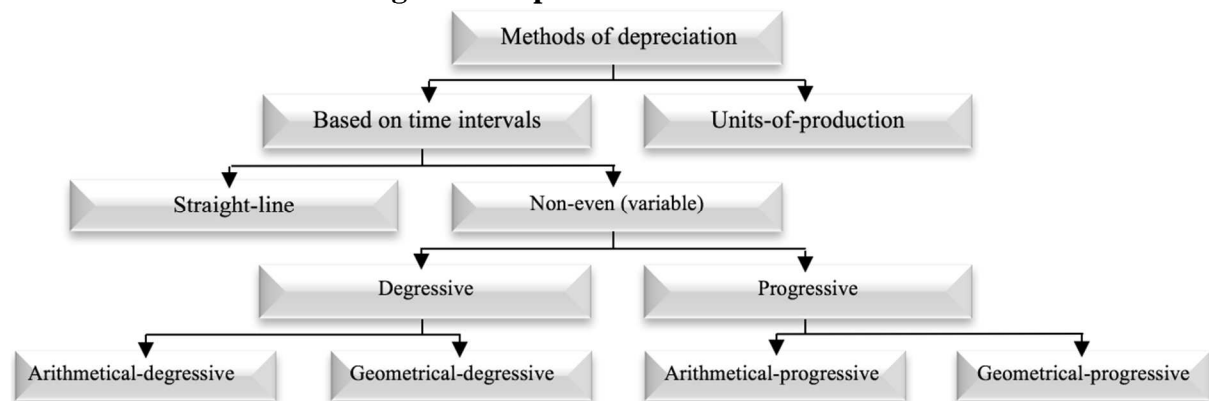 Methods of depreciation
Based on time intervals
Units-of-production
Straight-line
Non-even (variable)
Degressive
Progressive
Arithmetical-degressive
Geometrical-degressive
Arithmetical-progressive
Geometrical-progressive